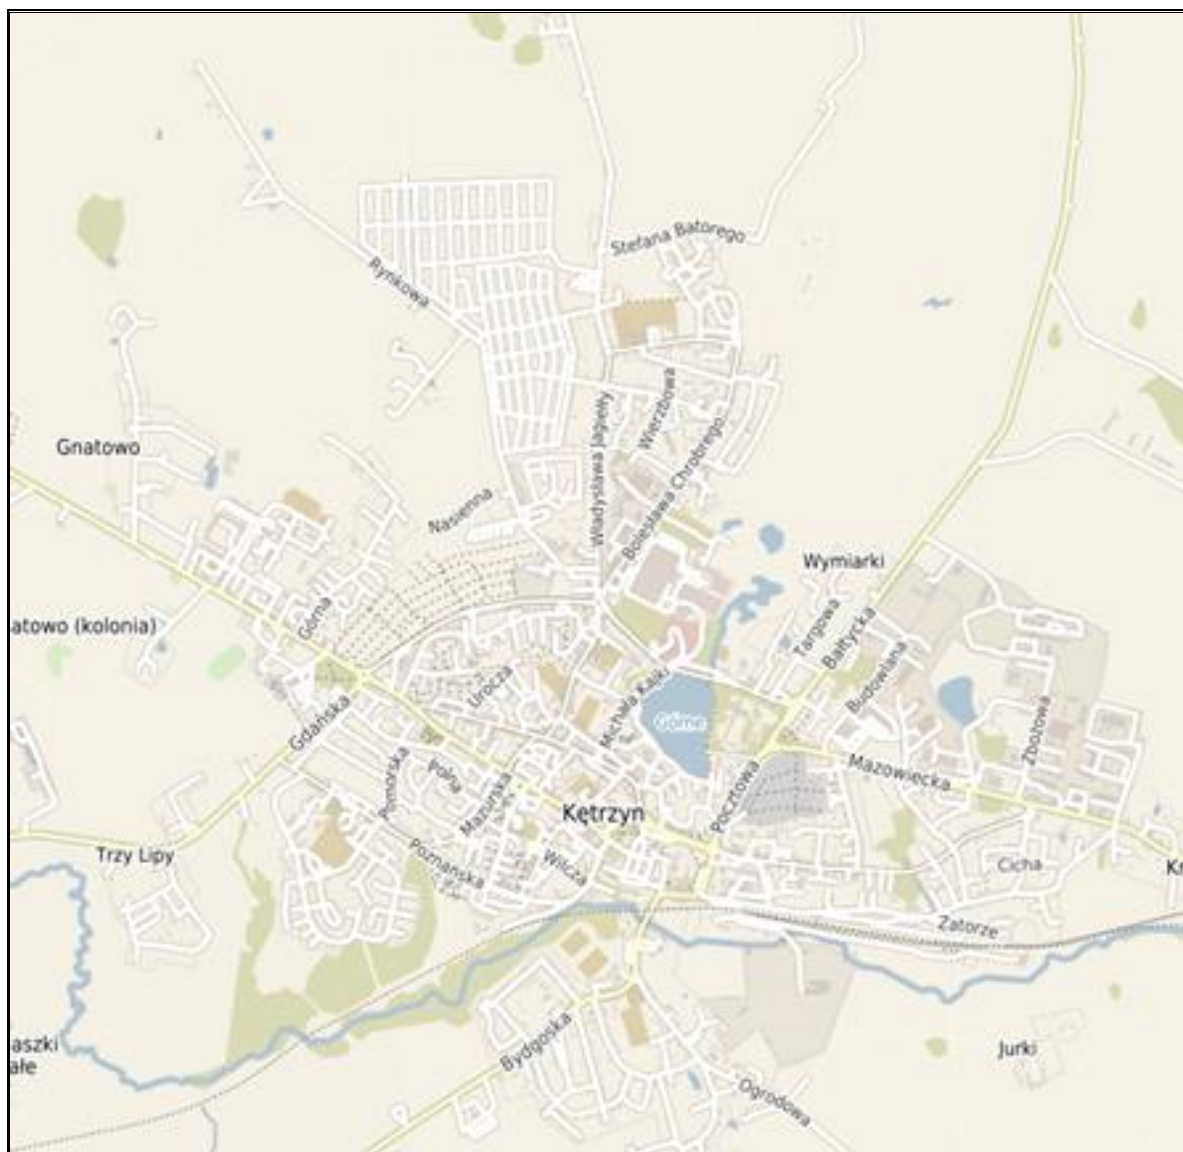 Stefana Batorego
Rynkowa
Wierzbowa
Władysława Jagiełły
Bolesława Chrobrego
Gnatowo
Nasienna
Wymiarki
Górna
atowo (kolonia)
Targowa
Bałtycka
Budowlana
Urocza
Michała Kajki
Górne
Gdańska
Zbożowa
Pomorska
Polna
Mazurska
Mazowiecka
Pocztowa
Kętrzyn
Trzy Lipy
Poznańska
Wilcza
Cicha
Kr
Zatorze
aszki
ałe
Bydgoska
Jurki
Ogrodowa